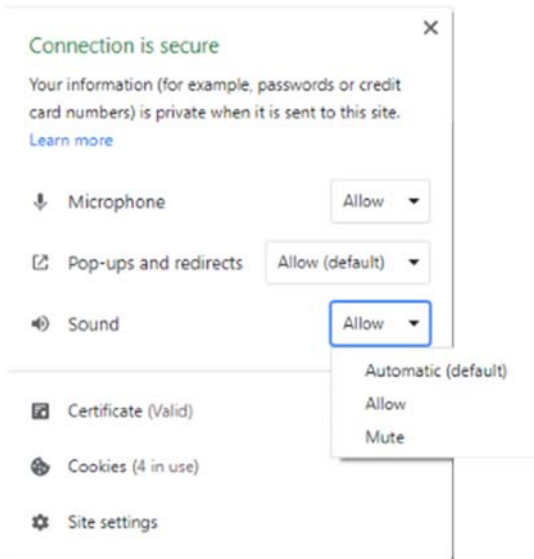 Connection is secure
Your information (for example, passwords or credit
card numbers) is private when it is sent to this site.
Learn more
Microphone
Allow
Pop-ups and redirects
Allow (default)
Sound
Allow
Automatic (default)
Allow
Mute
Certificate (Valid)
Cookies (4 in use)
Site settings